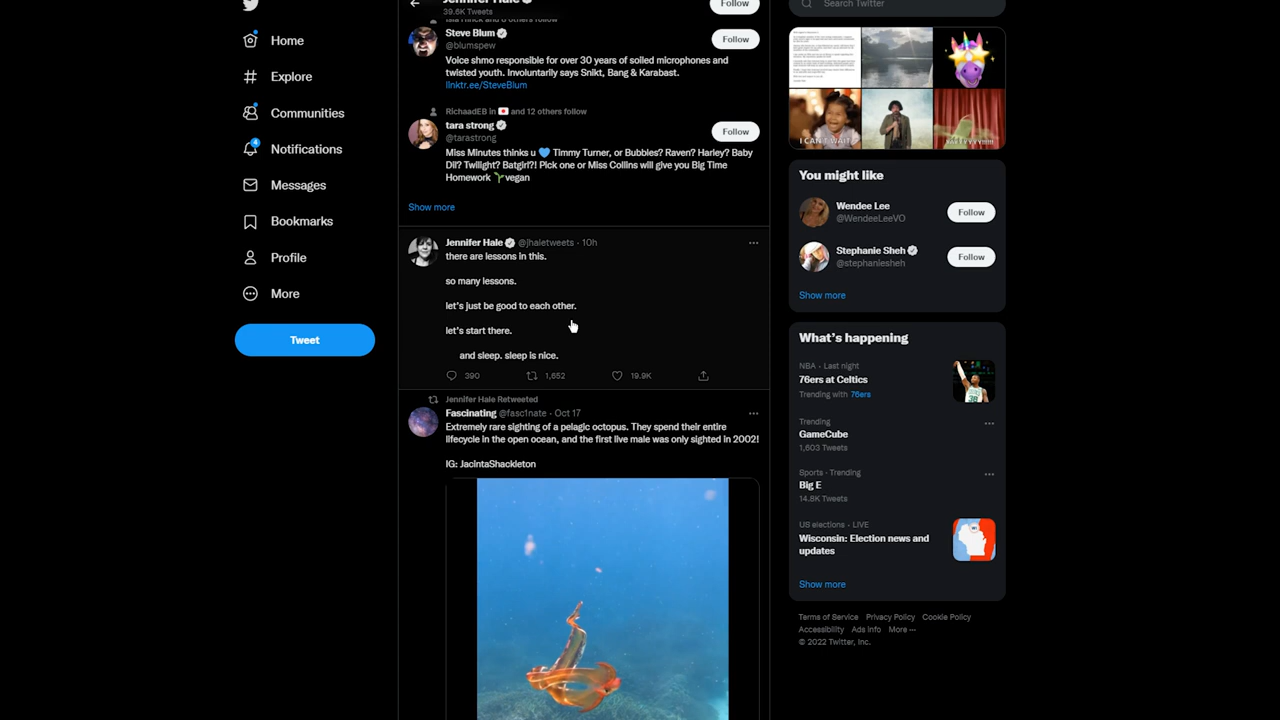 Home
Explore
Communities
Notifications
Messages
Bookmarks
Profile
More
Tweet
39.6K Tweets
Follow
Steve Blum
@blumspew
Follow
Voice shmo responsible for over 30 years of soiled microphones and
twisted youth. Involuntarily says Snikt, Bang & Karabast.
linktr.ee/SteveBlum
RichaadEB in 🇯🇵 and 12 others follow
tara strong
@tarastrong
Follow
Miss Minutes thinks u 💙 Timmy Turner, or Bubbles? Raven? Harley? Baby
Dil? Twilight? Batgirl?! Pick one or Miss Collins will give you Big Time
Homework 🌱vegan
Show more
Jennifer Hale @jhaletweets · 10h
there are lessons in this.
so many lessons.
let's just be good to each other.
let's start there.
and sleep. sleep is nice.
390 1,652 19.9K
Jennifer Hale Retweeted
Fascinating @fasc1nate · Oct 17
Extremely rare sighting of a pelagic octopus. They spend their entire
lifecycle in the open ocean, and the first live male was only sighted in 2002!
IG: JacintaShackleton
Search Twitter
I CAN'T WAIT
You might like
Wendee Lee
@WendeeLeeVO
Follow
Stephanie Sheh
@stephaniesheh
Follow
Show more
What's happening
NBA · Last night
76ers at Celtics
Trending with 76ers
Trending
GameCube
1,603 Tweets
Sports · Trending
Big E
14.8K Tweets
US elections · LIVE
Wisconsin: Election news and
updates
Show more
Terms of Service Privacy Policy Cookie Policy
Accessibility Ads info More ···
© 2022 Twitter, Inc.